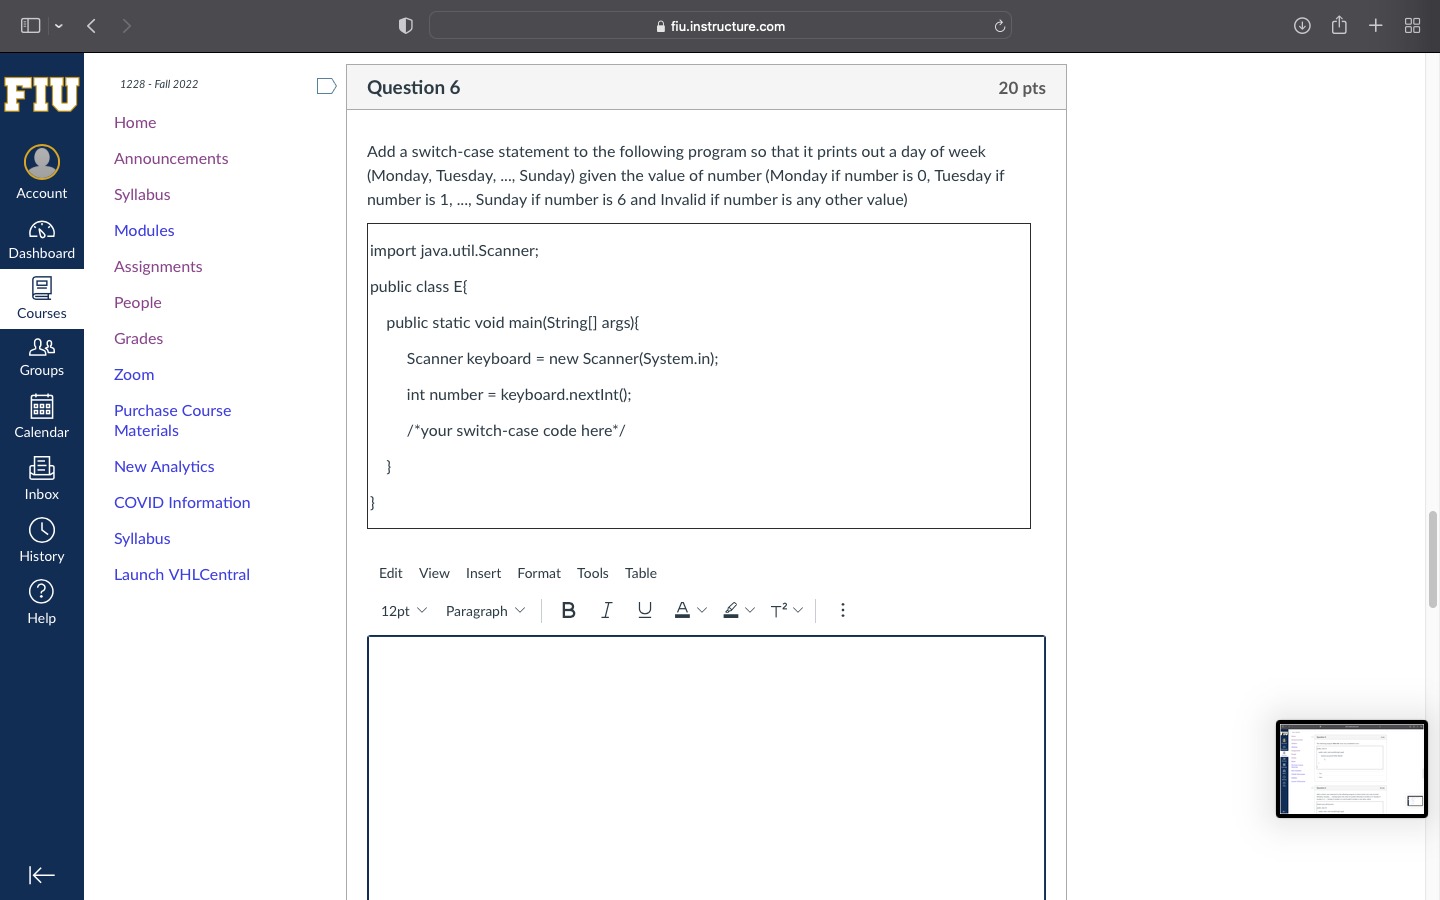 fiu.instructure.com
FIU
Account
Dashboard
Courses
Groups
Calendar
Inbox
History
Help
1228 - Fall 2022
Home
Announcements
Syllabus
Modules
Assignments
People
Grades
Zoom
Purchase Course
Materials
New Analytics
COVID Information
Syllabus
Launch VHLCentral
Question 6 20 pts
Add a switch-case statement to the following program so that it prints out a day of week
(Monday, Tuesday, ..., Sunday) given the value of number (Monday if number is 0, Tuesday if
number is 1, ..., Sunday if number is 6 and Invalid if number is any other value)
import java.util.Scanner;
public class E{
public static void main(String[] args){
Scanner keyboard = new Scanner(System.in);
int number = keyboard.nextInt();
/*your switch-case code here*/
}
}
Edit View Insert Format Tools Table
12pt Paragraph B I U A T²